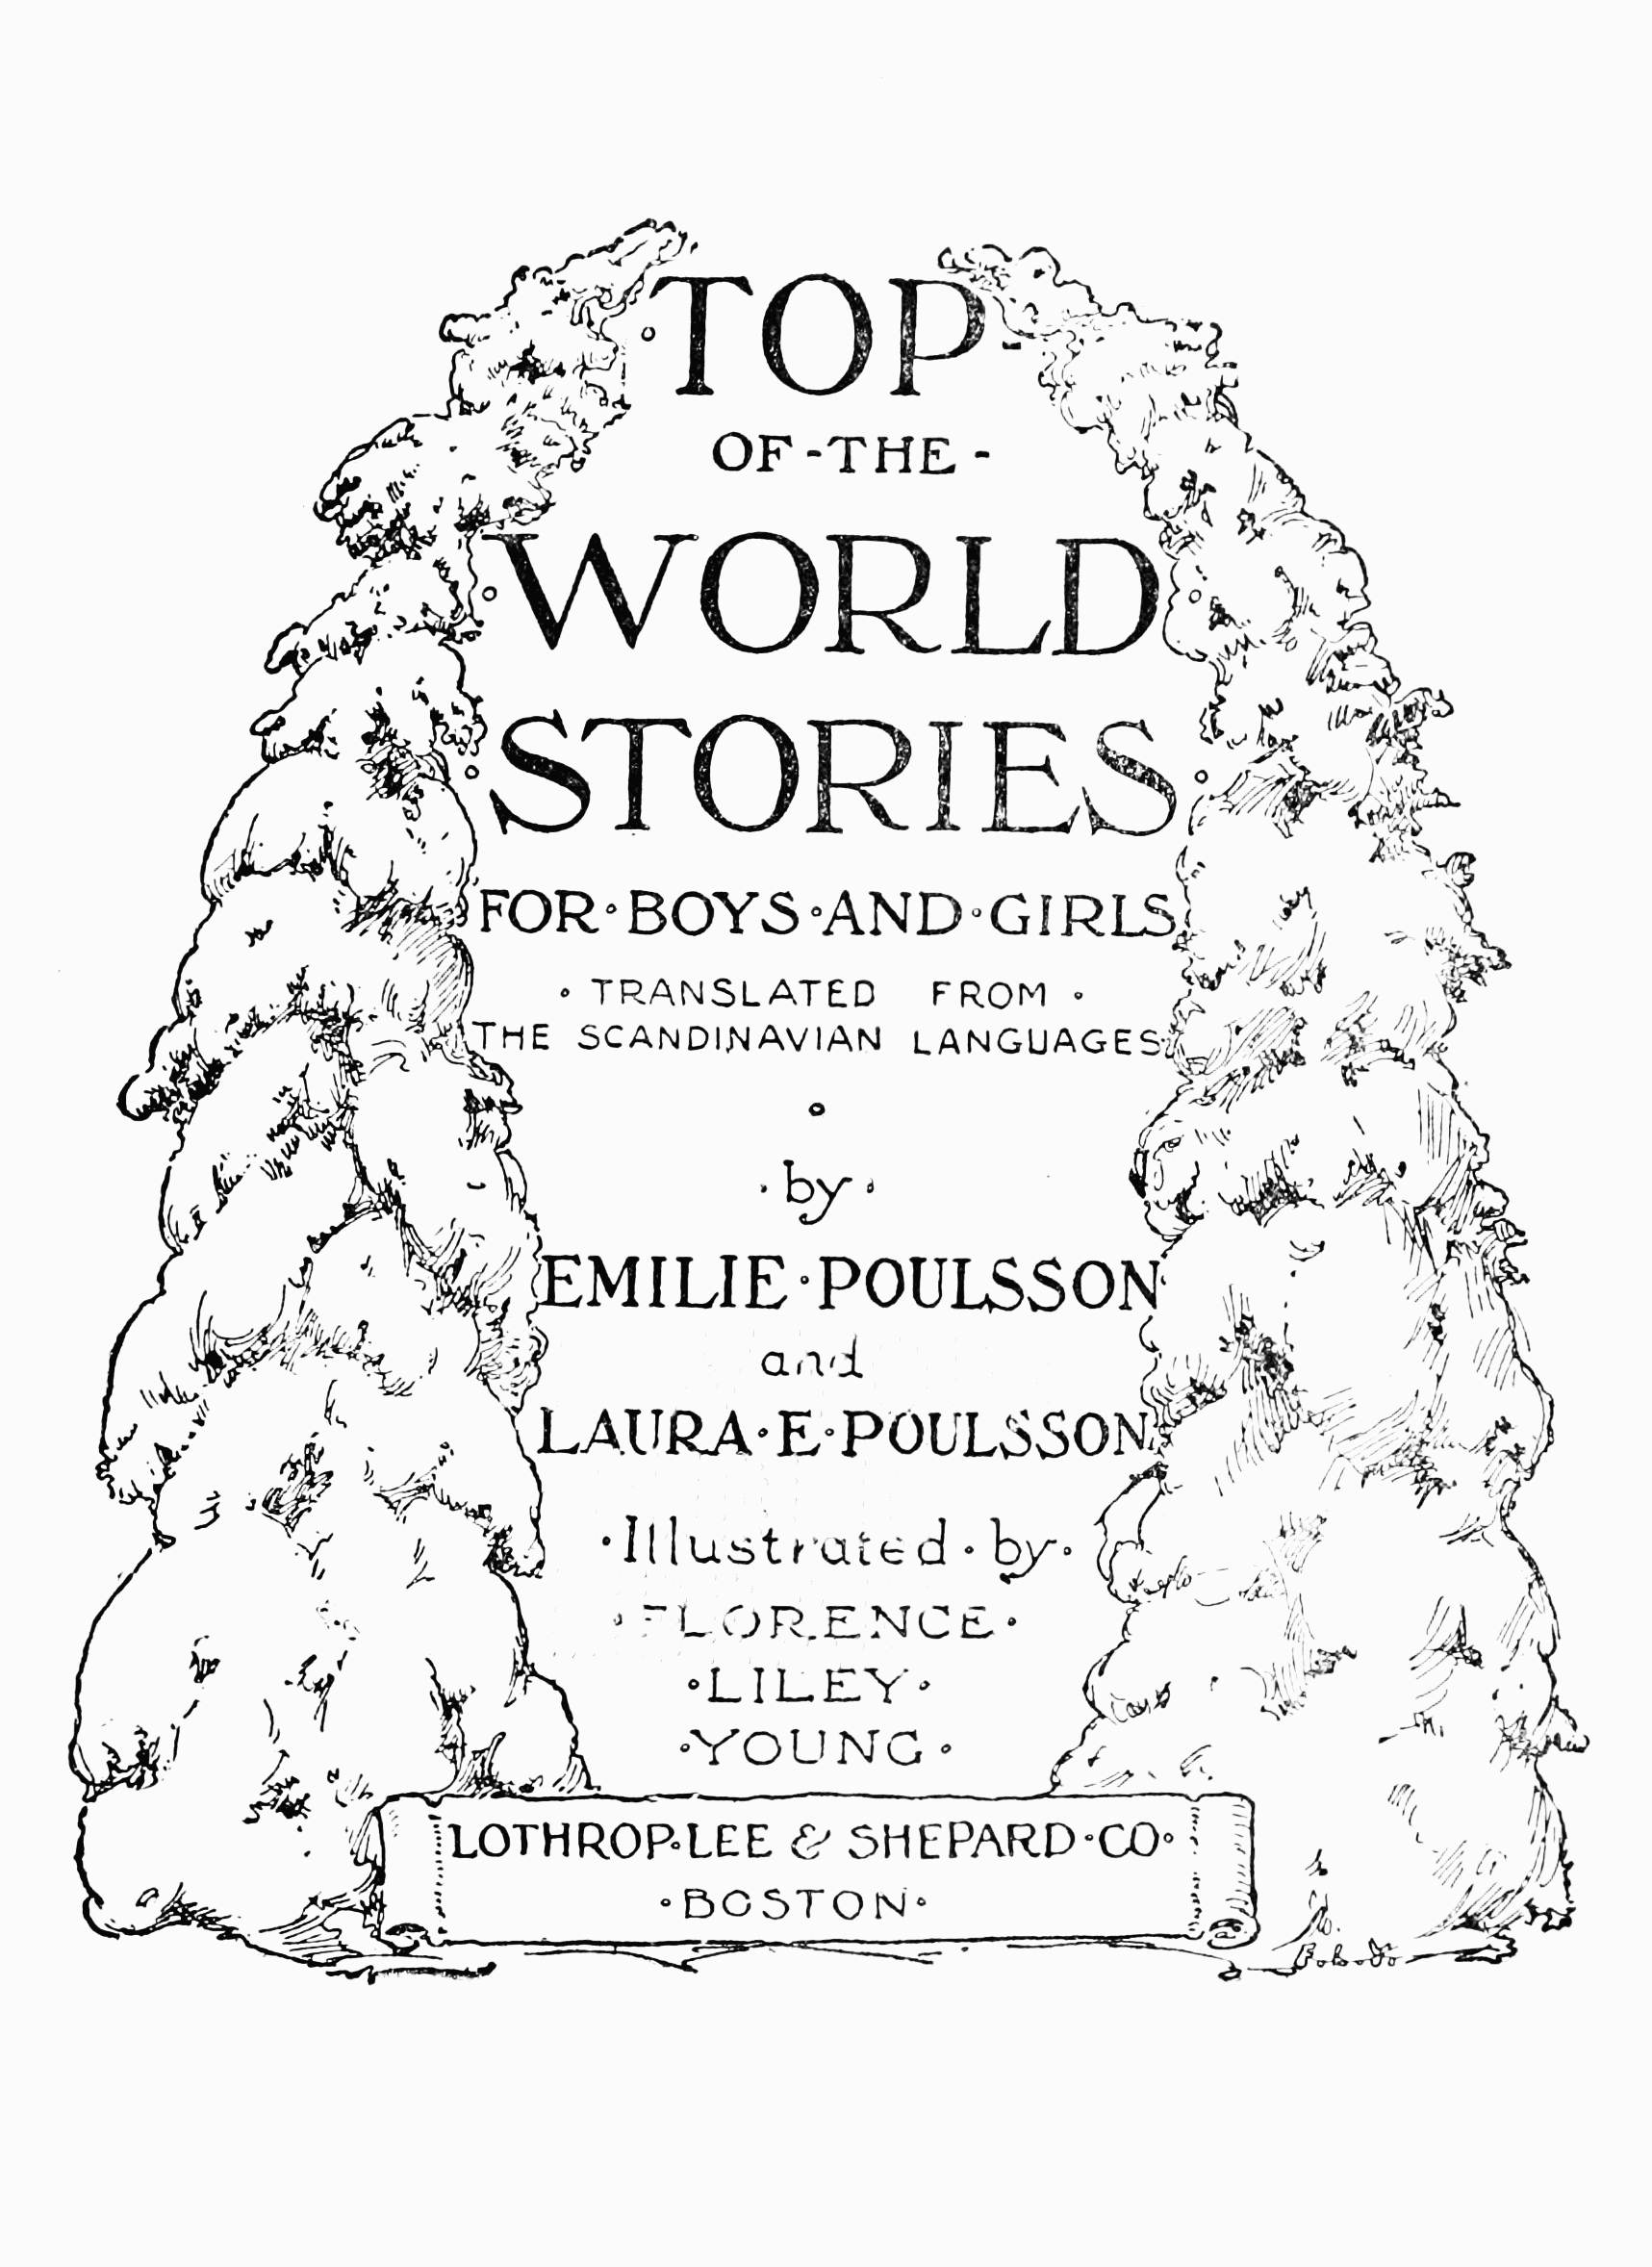 TOP-
OF-THE-
WORLD
STORIES
FOR·BOYS·AND·GIRLS
· TRANSLATED FROM ·
THE SCANDINAVIAN LANGUAGES
·by·
EMILIE·POULSSON
and
LAURA·E·POULSSON
·Illustrated·by·
·FLORENCE·
·LILEY·
·YOUNG·
LOTHROP·LEE & SHEPARD·CO·
·BOSTON·